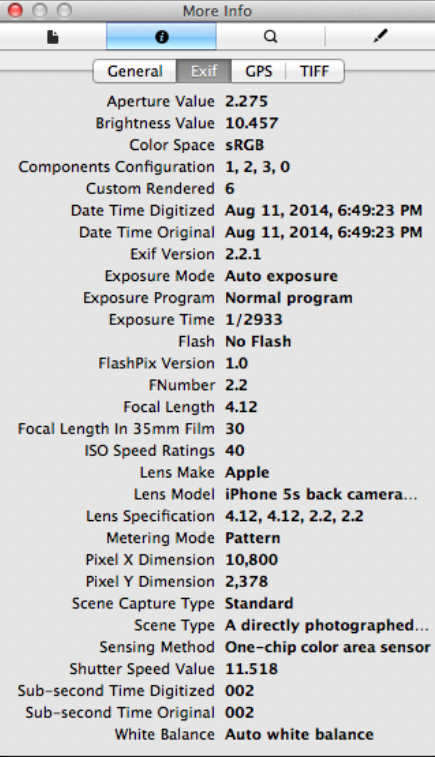 More Info
General Exif GPS TIFF
Aperture Value 2.275
Brightness Value 10.457
Color Space sRGB
Components Configuration 1, 2, 3, 0
Custom Rendered 6
Date Time Digitized Aug 11, 2014, 6:49:23 PM
Date Time Original Aug 11, 2014, 6:49:23 PM
Exif Version 2.2.1
Exposure Mode Auto exposure
Exposure Program Normal program
Exposure Time 1/2933
Flash No Flash
FlashPix Version 1.0
FNumber 2.2
Focal Length 4.12
Focal Length In 35mm Film 30
ISO Speed Ratings 40
Lens Make Apple
Lens Model iPhone 5s back camera...
Lens Specification 4.12, 4.12, 2.2, 2.2
Metering Mode Pattern
Pixel X Dimension 10,800
Pixel Y Dimension 2,378
Scene Capture Type Standard
Scene Type A directly photographed...
Sensing Method One-chip color area sensor
Shutter Speed Value 11.518
Sub-second Time Digitized 002
Sub-second Time Original 002
White Balance Auto white balance